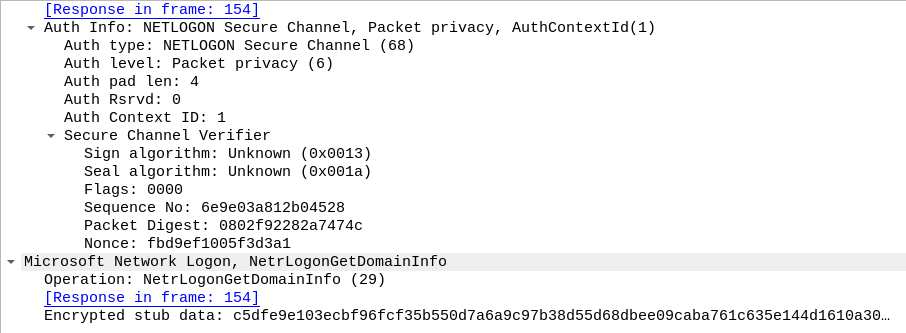 [Response in frame: 154]
Auth Info: NETLOGON Secure Channel, Packet privacy, AuthContextId(1)
Auth type: NETLOGON Secure Channel (68)
Auth level: Packet privacy (6)
Auth pad len: 4
Auth Rsrvd: 0
Auth Context ID: 1
Secure Channel Verifier
Sign algorithm: Unknown (0x0013)
Seal algorithm: Unknown (0x001a)
Flags: 0000
Sequence No: 6e9e03a812b04528
Packet Digest: 0802f92282a7474c
Nonce: fbd9ef1005f3d3a1
Microsoft Network Logon, NetrLogonGetDomainInfo
Operation: NetrLogonGetDomainInfo (29)
[Response in frame: 154]
Encrypted stub data: c5dfe9e103ecbf96fcf35b550d7a6a9c97b38d55d68dbee09caba761c635e144d1610a30…